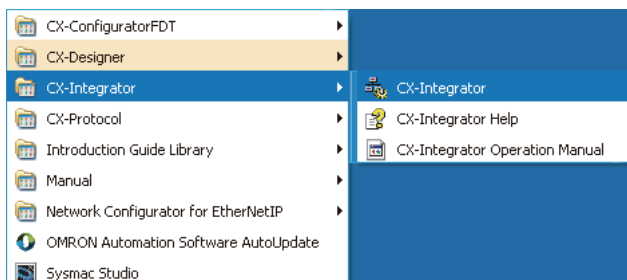 CX-ConfiguratorFDT
CX-Designer
CX-Integrator
CX-Protocol
Introduction Guide Library
Manual
Network Configurator for EtherNetIP
OMRON Automation Software AutoUpdate
Sysmac Studio
CX-Integrator
CX-Integrator Help
CX-Integrator Operation Manual